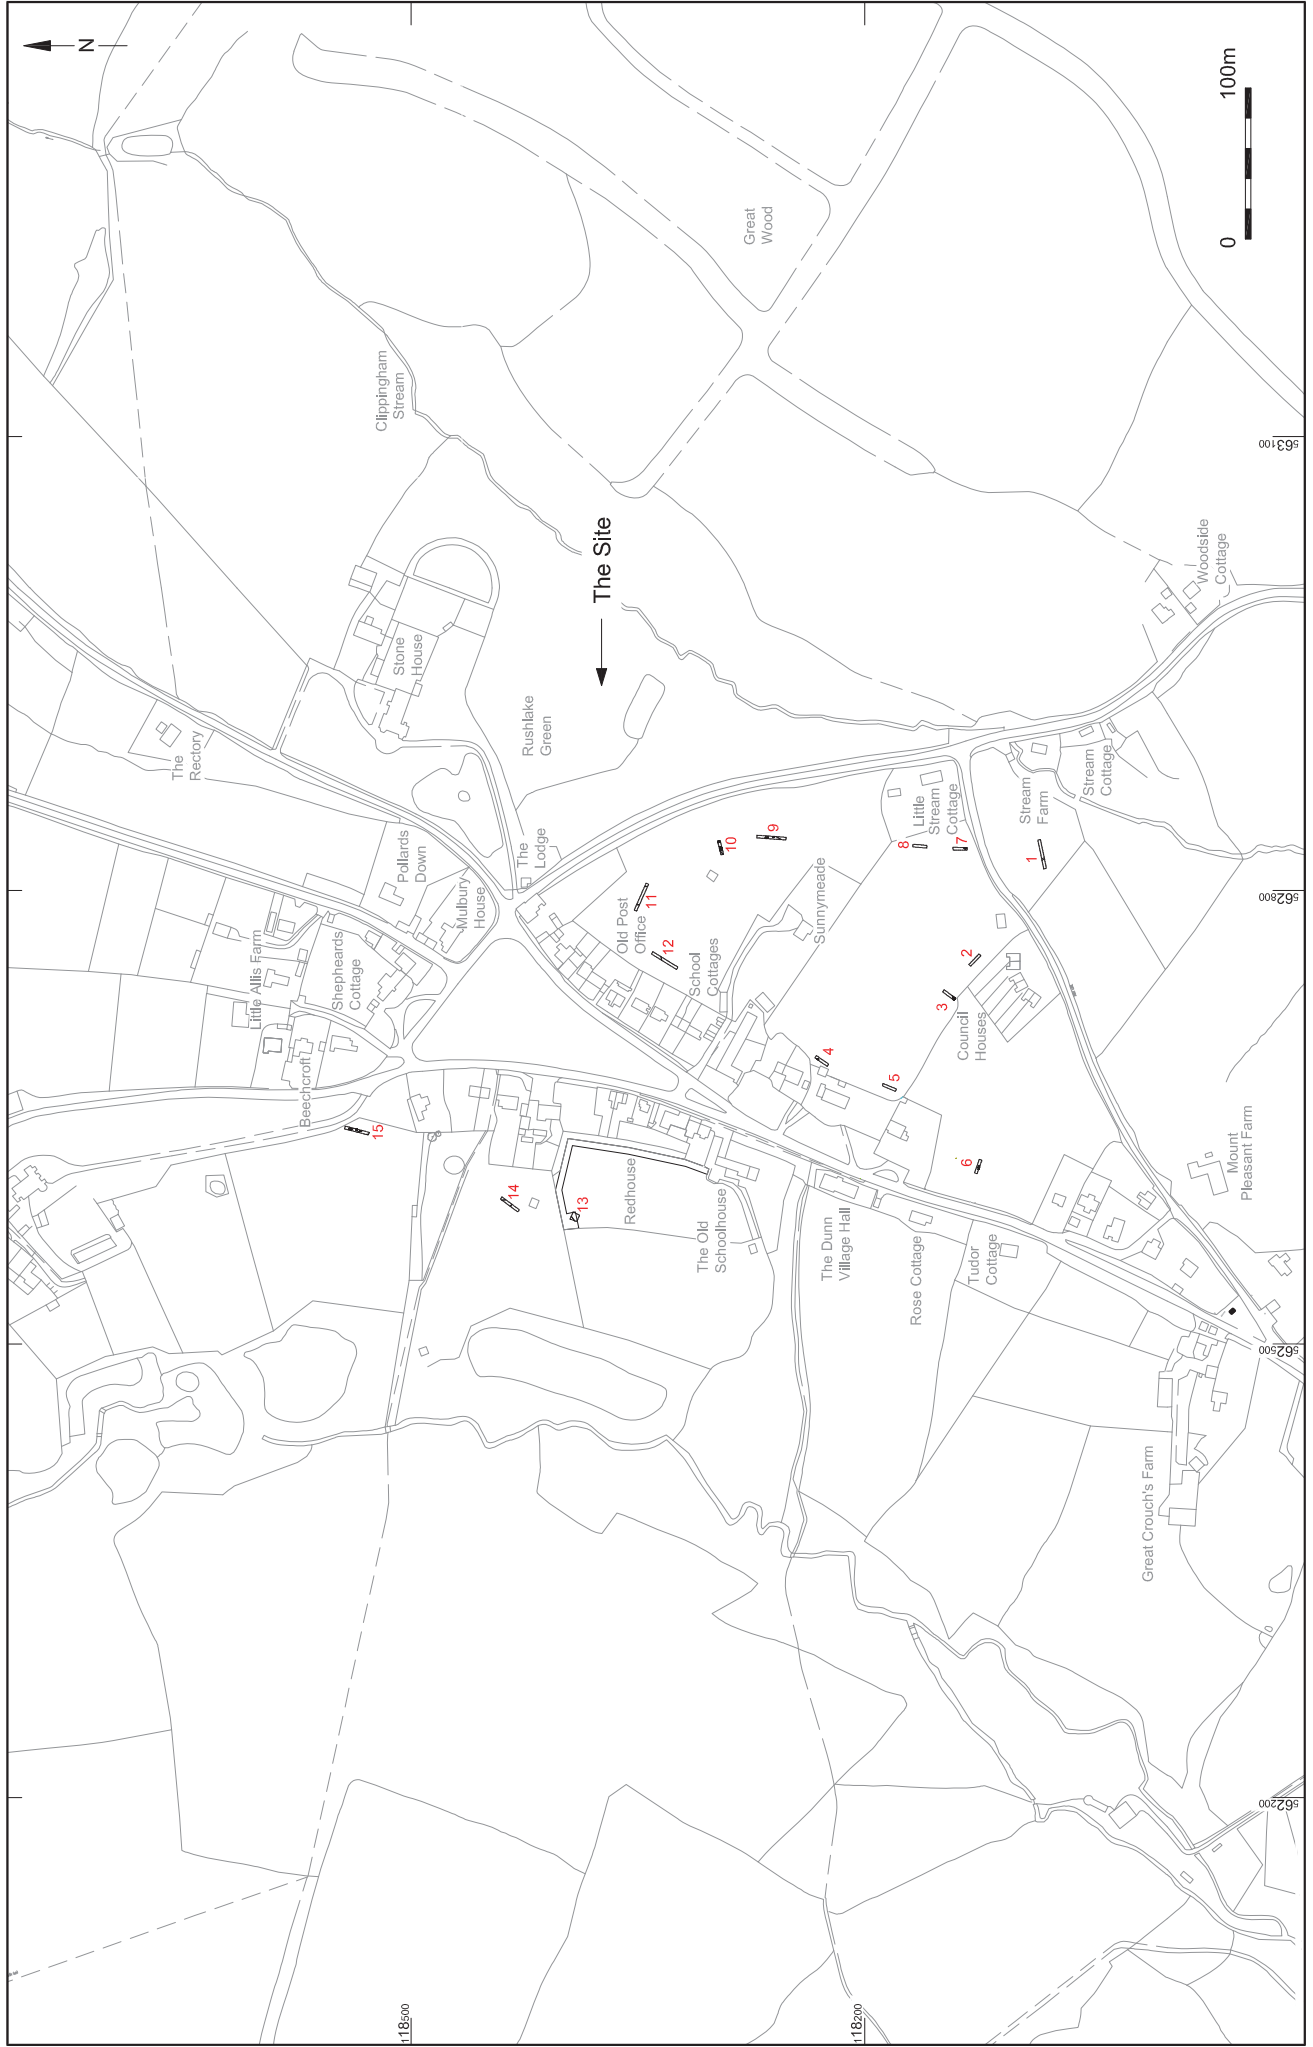 N
0
100m
Great
Wood
Clippingham
Stream
The Site
Woodside
Cottage
Stone
House
Rushlake
Green
The
Rectory
The
Lodge
Pollards
Down
Mulbury
House
Little Allis Farm
Shepheards
Cottage
Beechcroft
Old Post
Office
School
Cottages
Sunnymeade
Little
Stream
Cottage
Stream
Farm
Stream
Cottage
Council
Houses
Mount
Pleasant Farm
Redhouse
The Old
Schoolhouse
The Dunn
Village Hall
Rose Cottage
Tudor
Cottage
Great Crouch's Farm
1
2
3
4
5
6
7
8
9
10
11
12
13
14
15
563100
562800
562500
562200
118500
118200